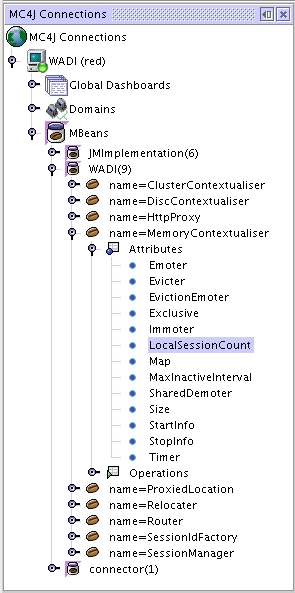 MC4J Connections
MC4J Connections
WADI (red)
Global Dashboards
Domains
MBeans
JMImplementation(6)
WADI(9)
name=ClusterContextualiser
name=DiscContextualiser
name=HttpProxy
name=MemoryContextualiser
Attributes
Emoter
Evicter
EvictionEmoter
Exclusive
Immoter
LocalSessionCount
Map
MaxInactiveInterval
SharedDemoter
Size
StartInfo
StopInfo
Timer
Operations
name=ProxiedLocation
name=Relocater
name=Router
name=SessionIdFactory
name=SessionManager
connector(1)